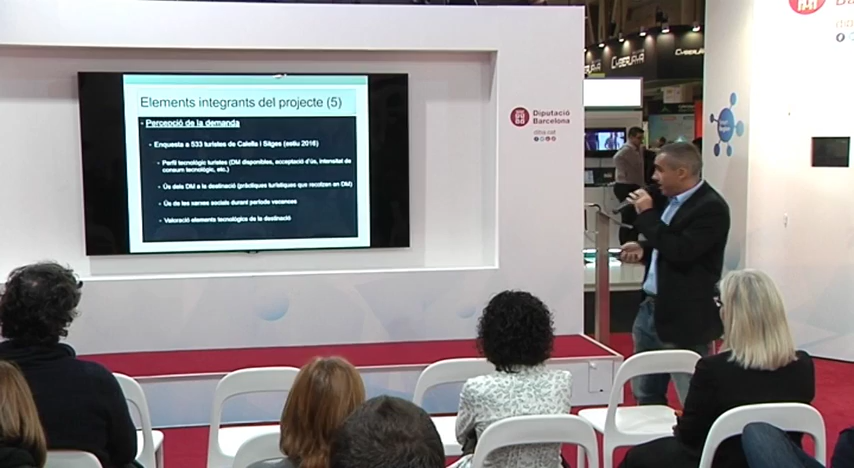 Elements integrants del projecte (5)
- Percepció de la demanda
- Enquesta a 533 turistes de Calella i Sitges (estiu 2016)
- Perfil tecnològic turistes (DM disponibles, acceptació d'ús, intensitat de
consum tecnològic, etc.)
- Ús dels DM a la destinació (pràctiques turístiques que recolzen en DM)
- Ús de les xarxes socials durant període vacances
- Valoració elements tecnològics de la destinació
Diputació
Barcelona
diba.cat
CYBERJAYA